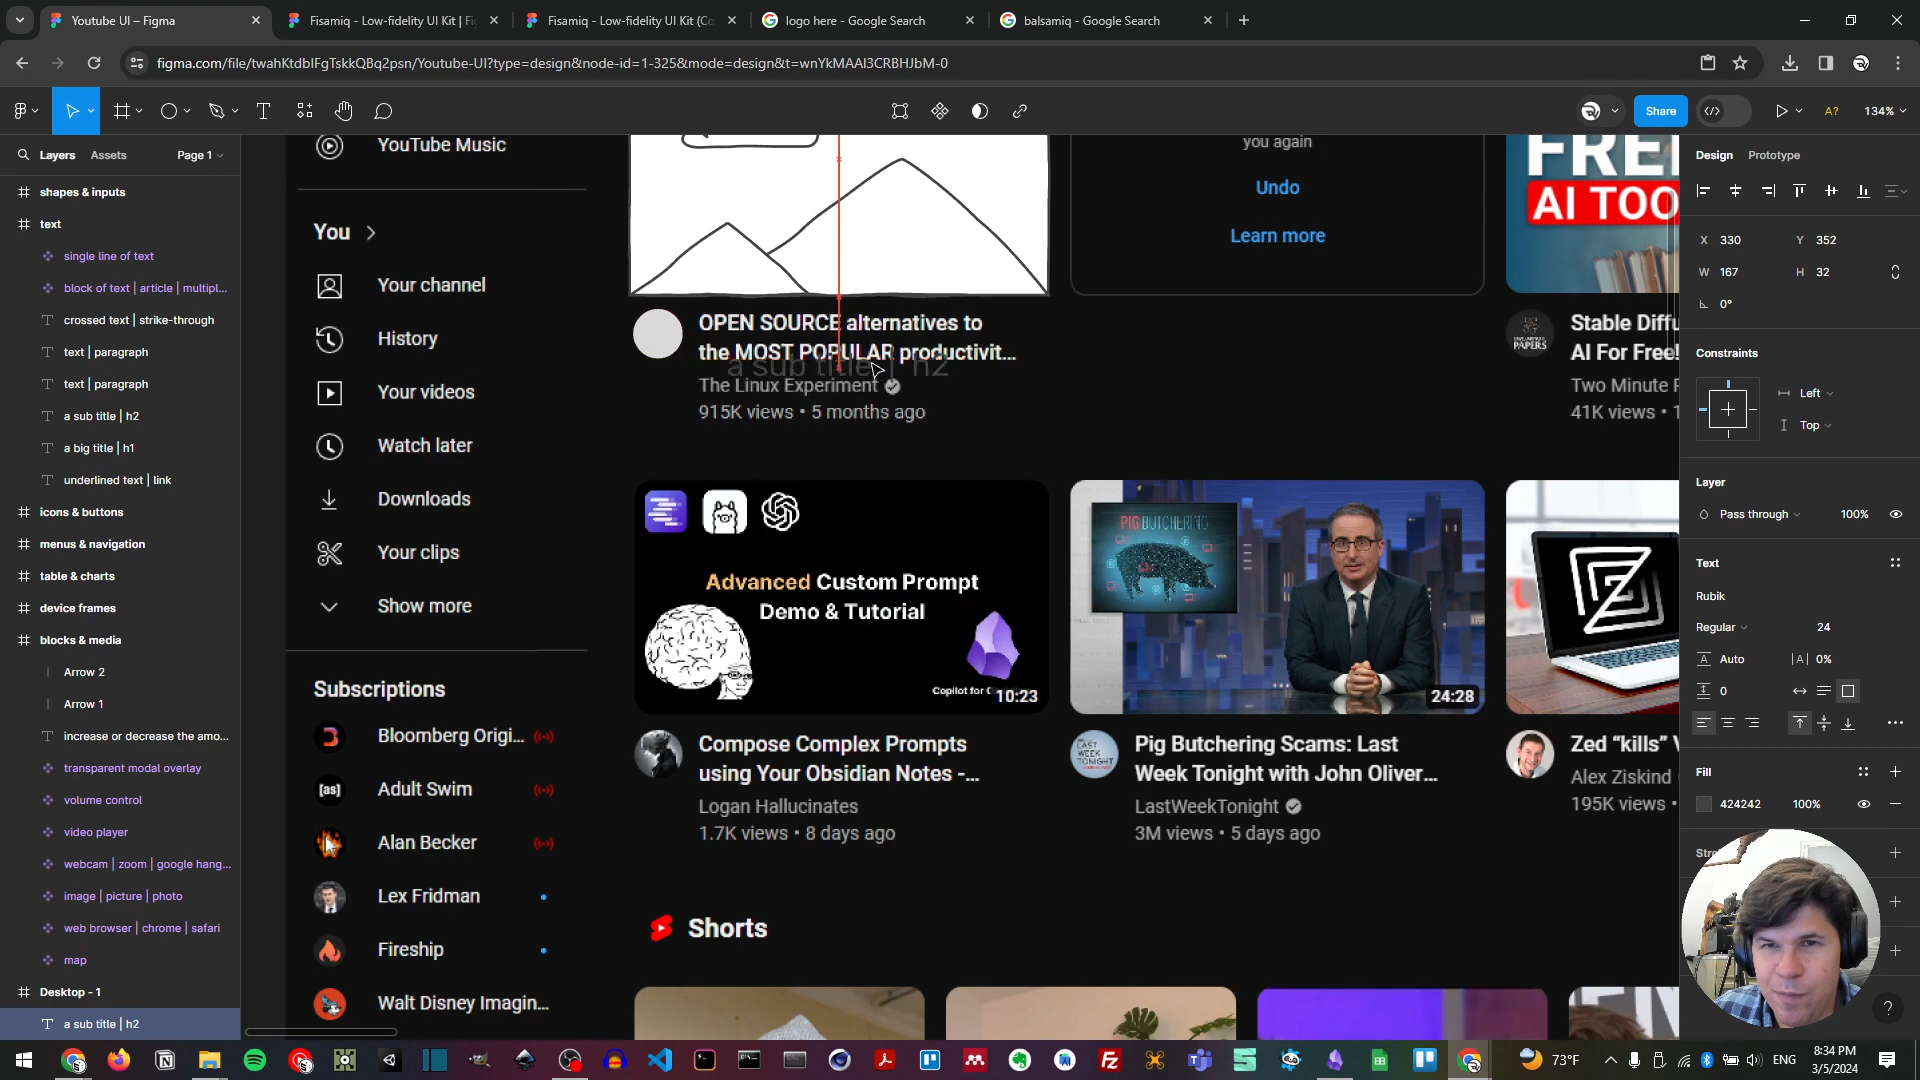 Youtube UI – Figma
Fisamiq - Low-fidelity UI Kit | Fi
Fisamiq - Low-fidelity UI Kit (Co
logo here - Google Search
balsamiq - Google Search
figma.com/file/twahKtdbIFgTskkQBq2psn/Youtube-UI?type=design&node-id=1-325&mode=design&t=wnYkMAAI3CRBHJbM-0
Share
A?
134%
Layers
Assets
Page 1
shapes & inputs
text
single line of text
block of text | article | multipl...
crossed text | strike-through
text | paragraph
text | paragraph
a sub title | h2
a big title | h1
underlined text | link
icons & buttons
menus & navigation
table & charts
device frames
blocks & media
Arrow 2
Arrow 1
increase or decrease the amo...
transparent modal overlay
volume control
video player
webcam | zoom | google hang...
image | picture | photo
web browser | chrome | safari
map
Desktop - 1
a sub title | h2
YouTube Music
You
Your channel
History
Your videos
Watch later
Downloads
Your clips
Show more
Subscriptions
Bloomberg Origi...
Adult Swim
[as]
Alan Becker
Lex Fridman
Fireship
Walt Disney Imagin...
OPEN SOURCE alternatives to
the MOST POPULAR productivit...
a sub title | h2
The Linux Experiment
915K views • 5 months ago
you again
Undo
Learn more
FREE
AI TOO
PAPERS
Stable Diffu
AI For Free!
Two Minute P
41K views • 1
Advanced Custom Prompt
Demo & Tutorial
Copilot for O
10:23
Compose Complex Prompts
using Your Obsidian Notes -...
Logan Hallucinates
1.7K views • 8 days ago
PIG BUTCHERING
24:28
LAST
WEEK
TONIGHT
Pig Butchering Scams: Last
Week Tonight with John Oliver...
LastWeekTonight
3M views • 5 days ago
Zed “kills” V
Alex Ziskind
195K views •
Shorts
Design
Prototype
X 330
Y 352
W 167
H 32
0°
Constraints
Left
Top
Layer
Pass through
100%
Text
Rubik
Regular
24
Auto
|A| 0%
0
Fill
424242
100%
Stro
?
73°F
ENG
8:34 PM
3/5/2024